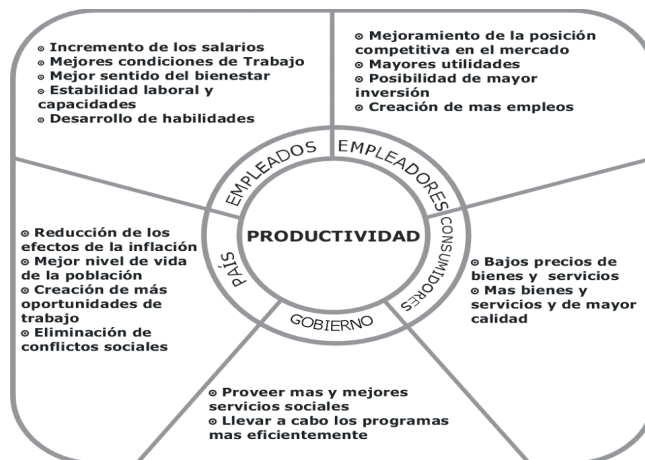 ⊙ Incremento de los salarios
⊙ Mejores condiciones de Trabajo
⊙ Mejor sentido del bienestar
⊙ Estabilidad laboral y
capacidades
⊙ Desarrollo de habilidades
⊙ Mejoramiento de la posición
competitiva en el mercado
⊙ Mayores utilidades
⊙ Posibilidad de mayor
inversión
⊙ Creación de mas empleos
EMPLEADOS
EMPLEADORES
CONSUMIDORES
GOBIERNO
PAÍS
PRODUCTIVIDAD
⊙ Reducción de los
efectos de la inflación
⊙ Mejor nivel de vida
de la población
⊙ Creación de más
oportunidades de
trabajo
⊙ Eliminación de
conflictos sociales
⊙ Bajos precios de
bienes y servicios
⊙ Mas bienes y
servicios y de mayor
calidad
⊙ Proveer mas y mejores
servicios sociales
⊙ Llevar a cabo los programas
mas eficientemente